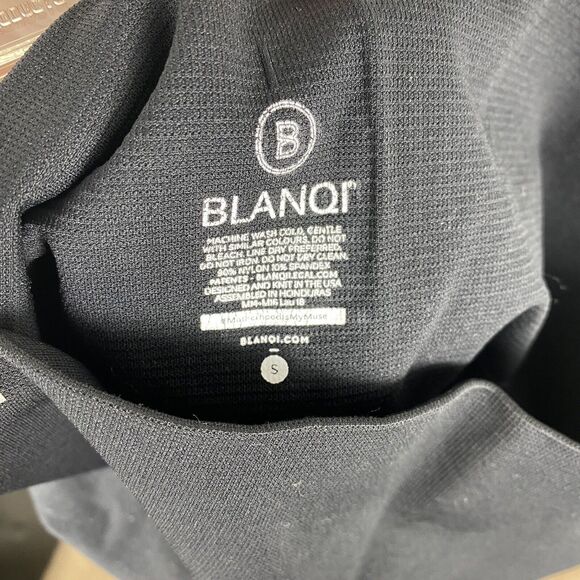 B
BLANQI
MACHINE WASH COLD, GENTLE
WITH SIMILAR COLOURS. DO NOT
BLEACH. LINE DRY PREFERRED.
DO NOT IRON. DO NOT DRY CLEAN.
90% NYLON 10% SPANDEX
PATENTS - BLANQILEGAL.COM
DESIGNED AND KNIT IN THE USA
ASSEMBLED IN HONDURAS
#MotherhoodIsMyMuse
BLANQI.COM
S